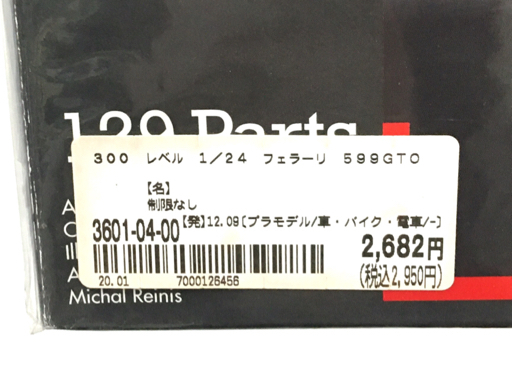 129 Parts
300 レベル 1/24 フェラーリ 599GTO
【名】
制限なし
3601-04-00
【発】12.09[プラモデル/車・バイク・電車/-]
2,682円
(税込2,950円)
20.01 7000126456
Michal Reinis